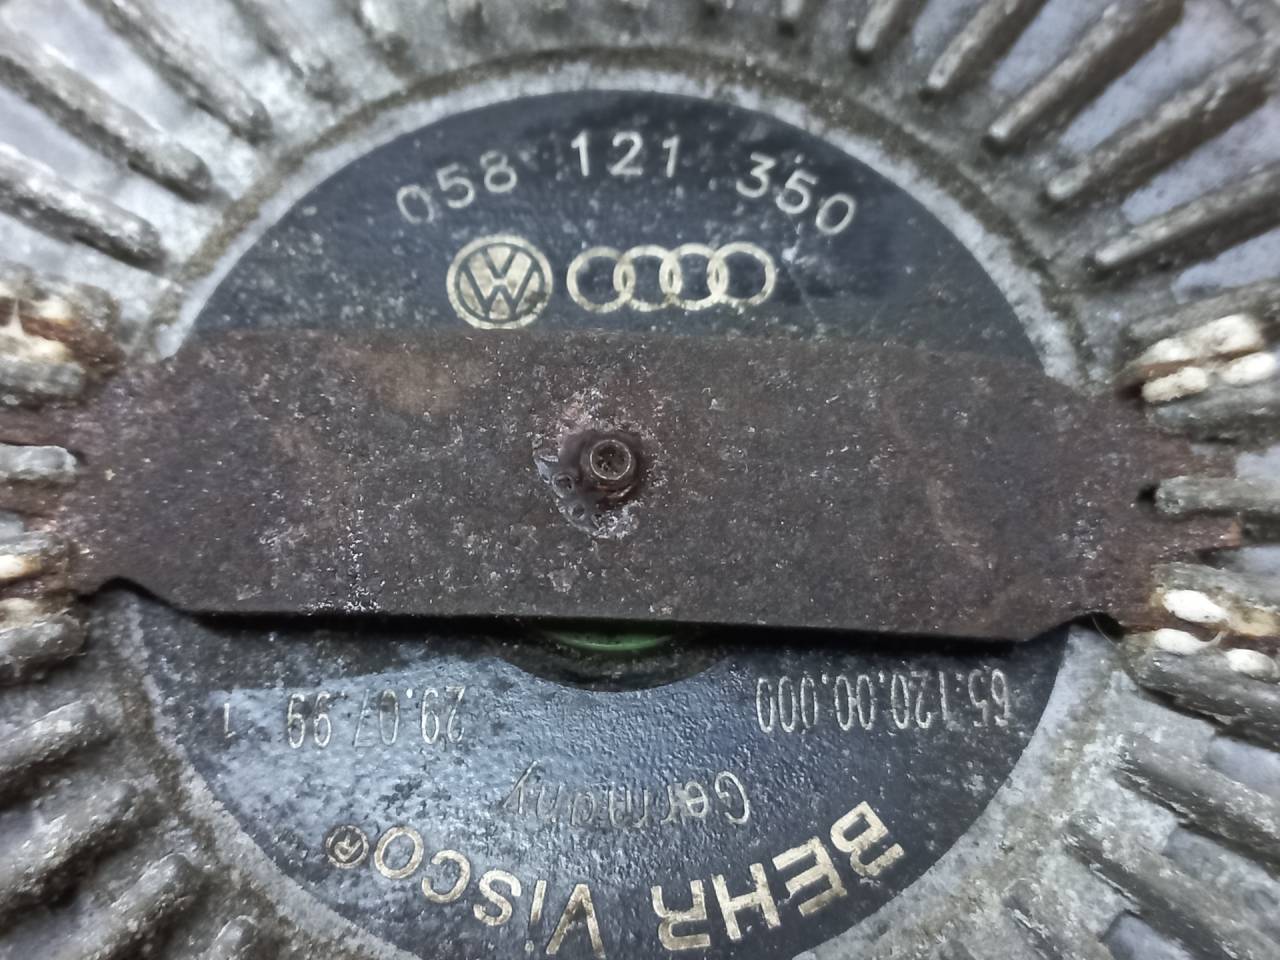 058 121 350
BEHR ViSCO®
Germany
65.120.00.000 29.07.99 1